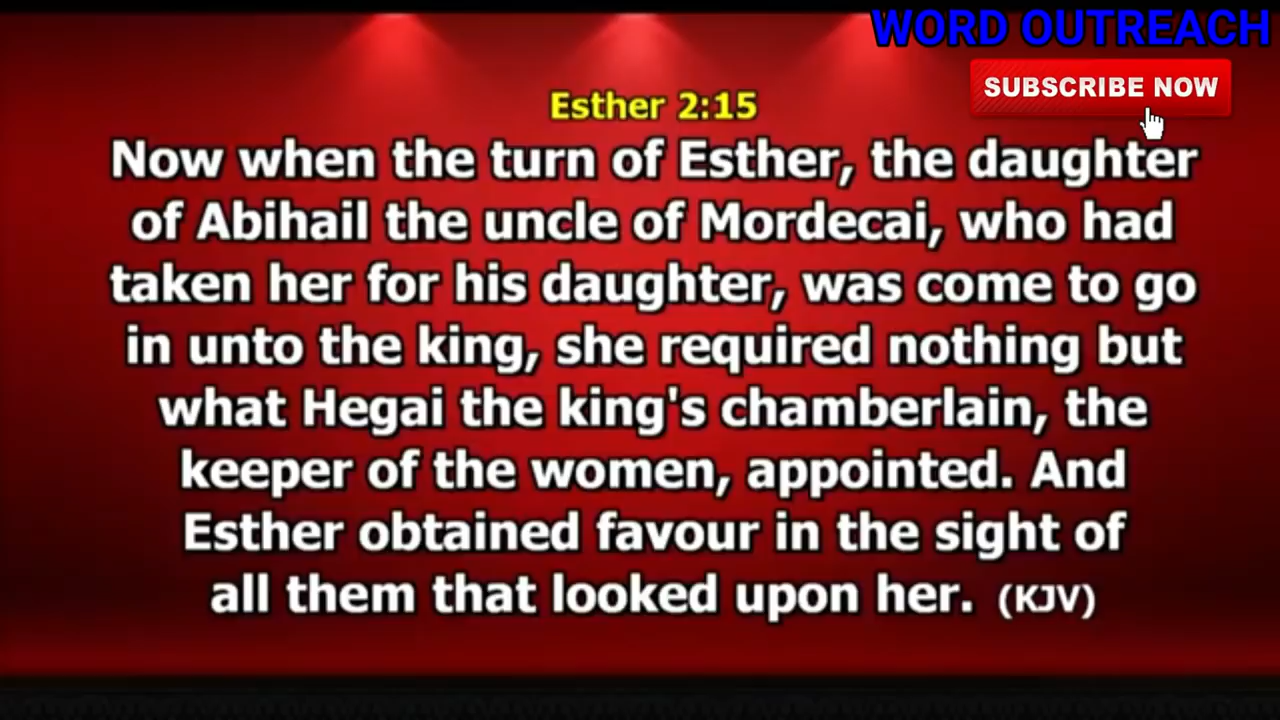 WORD OUTREACH
SUBSCRIBE NOW
Esther 2:15
Now when the turn of Esther, the daughter
of Abihail the uncle of Mordecai, who had
taken her for his daughter, was come to go
in unto the king, she required nothing but
what Hegai the king's chamberlain, the
keeper of the women, appointed. And
Esther obtained favour in the sight of
all them that looked upon her. (KJV)